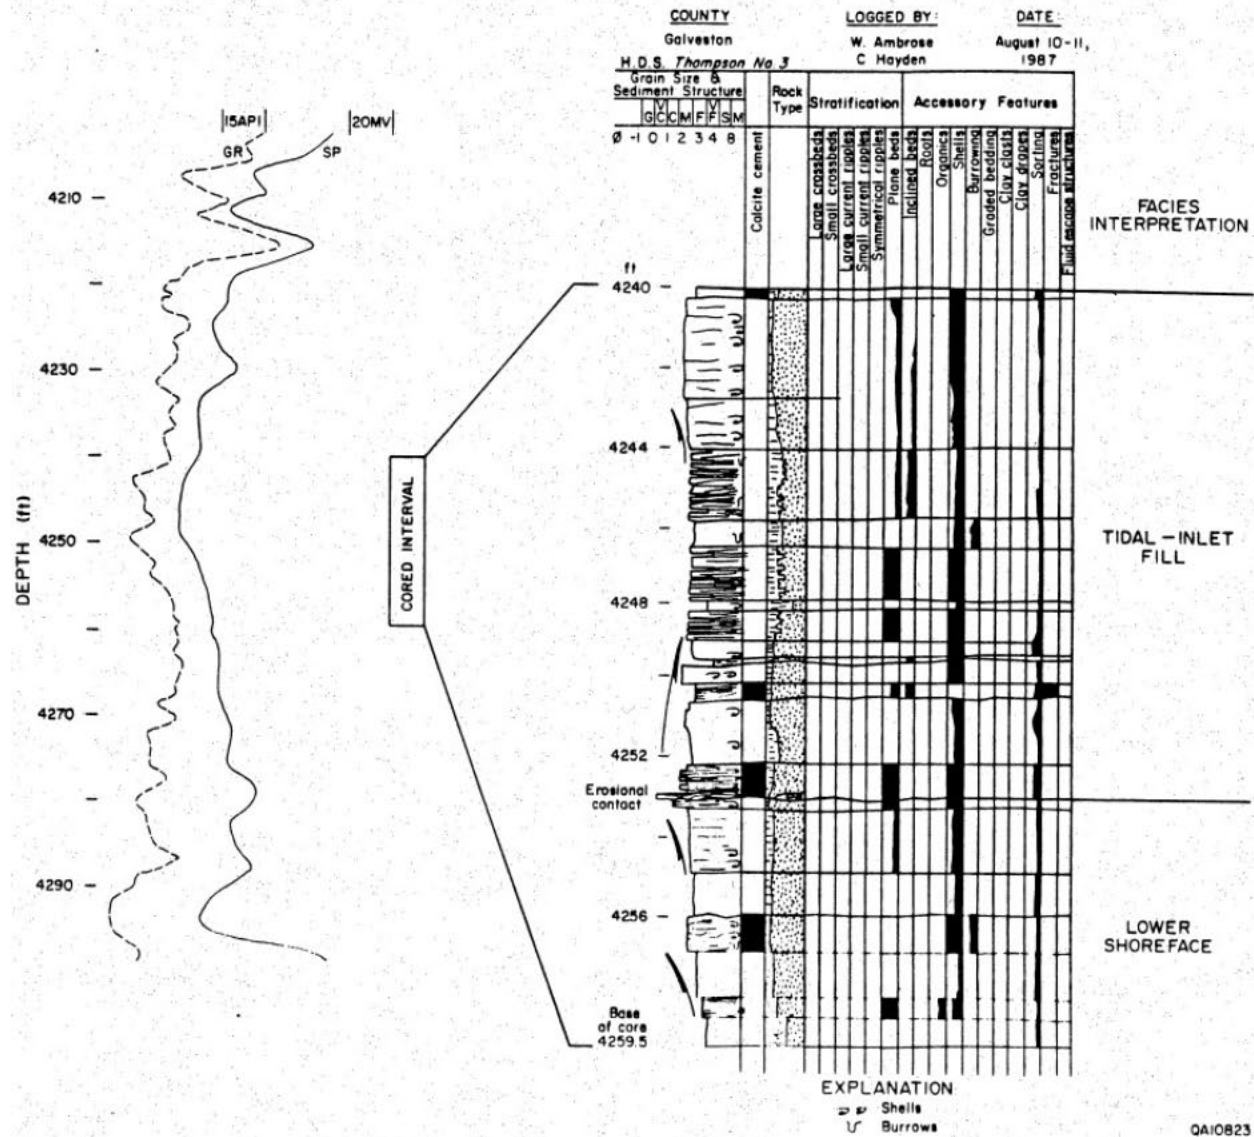 COUNTY
Galveston
LOGGED BY:
W. Ambrose
C Hayden
DATE:
August 10-11,
1987
H.D.S. Thompson No. 3
Grain Size &
Sediment Structure
V V
G C C M F F S M
Ø -1 0 1 2 3 4 8
Calcite cement
Rock
Type
Stratification
Accessory Features
Large crossbeds
Small crossbeds
Large current ripples
Small current ripples
Symmetrical ripples
Plane beds
Inclined beds
Roots
Organics
Shells
Burrowing
Graded bedding
Clay clasts
Clay drapes
Sorting
Fractures
Fluid escape structures
FACIES
INTERPRETATION
15API
20MV
GR
SP
DEPTH (ft)
4210
4230
4250
4270
4290
CORED INTERVAL
ft
4240
4244
4248
4252
Erosional
contact
4256
Base
of core
4259.5
TIDAL-INLET
FILL
LOWER
SHOREFACE
EXPLANATION
Shells
Burrows
QA10823